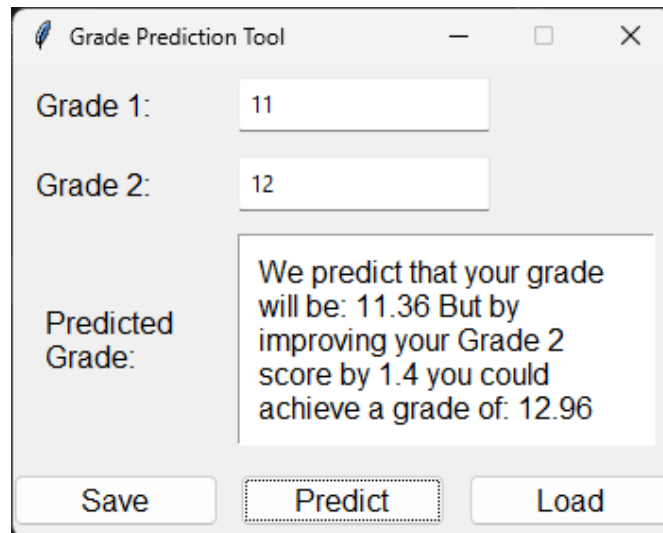 Grade Prediction Tool
Grade 1:
11
Grade 2:
12
Predicted
Grade:
We predict that your grade
will be: 11.36 But by
improving your Grade 2
score by 1.4 you could
achieve a grade of: 12.96
Save
Predict
Load